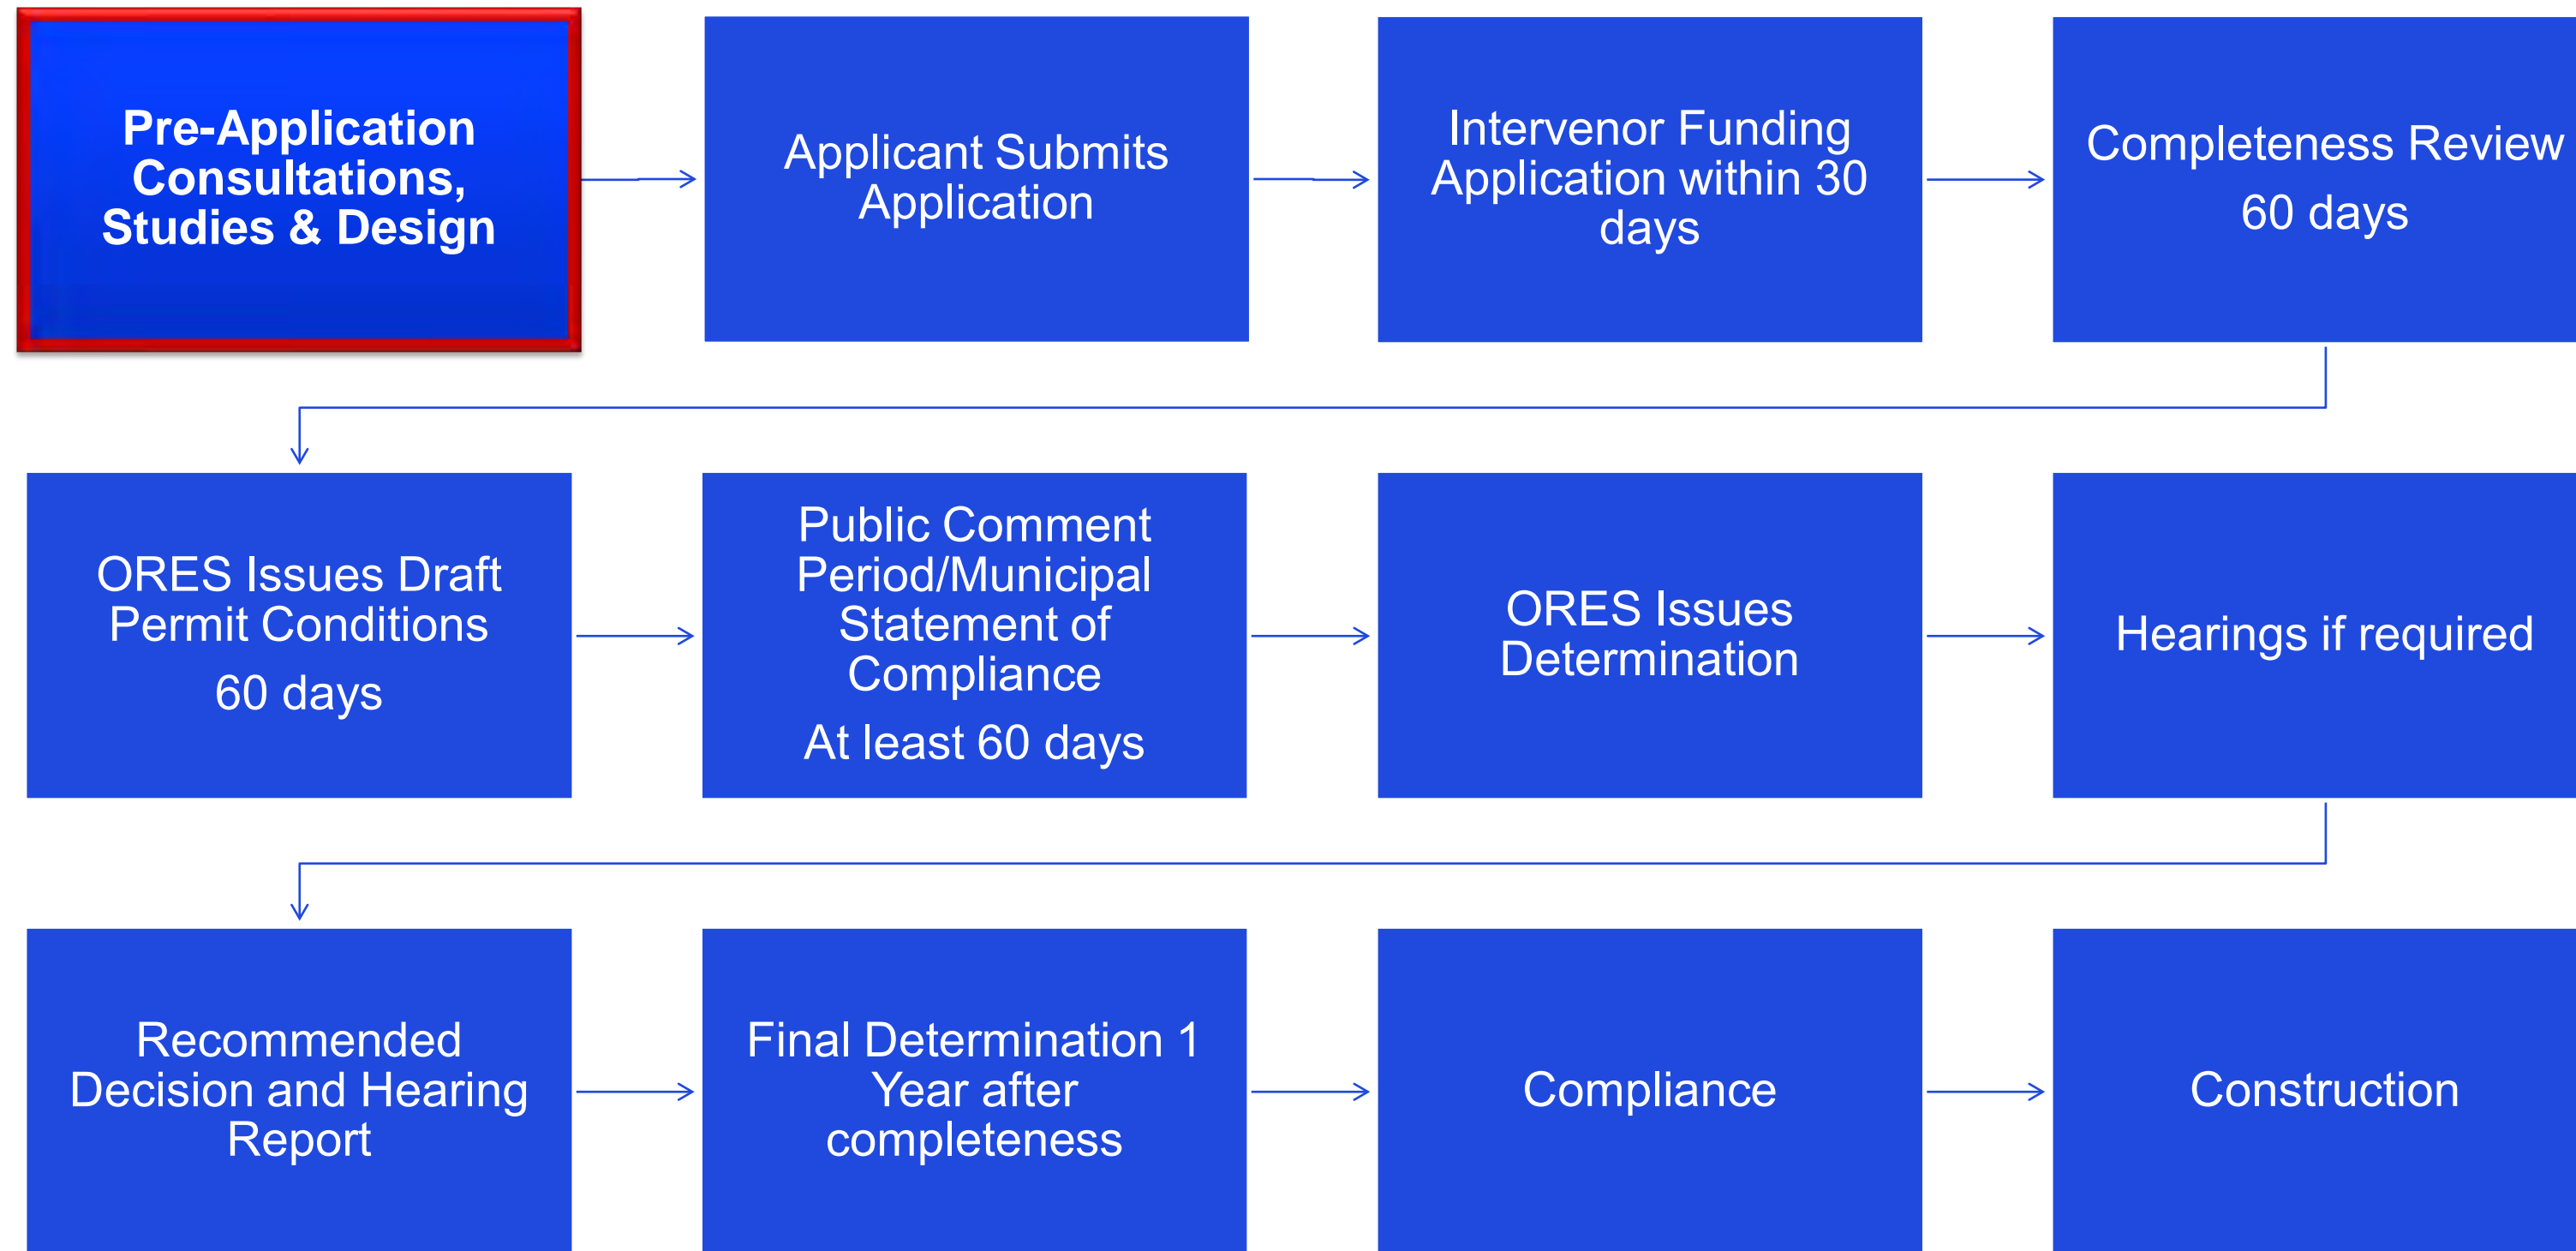 Pre-Application
Consultations,
Studies & Design
Applicant Submits
Application
Intervenor Funding
Application within 30
days
Completeness Review
60 days
ORES Issues Draft
Permit Conditions
60 days
Public Comment
Period/Municipal
Statement of
Compliance
At least 60 days
ORES Issues
Determination
Hearings if required
Recommended
Decision and Hearing
Report
Final Determination 1
Year after
completeness
Compliance
Construction